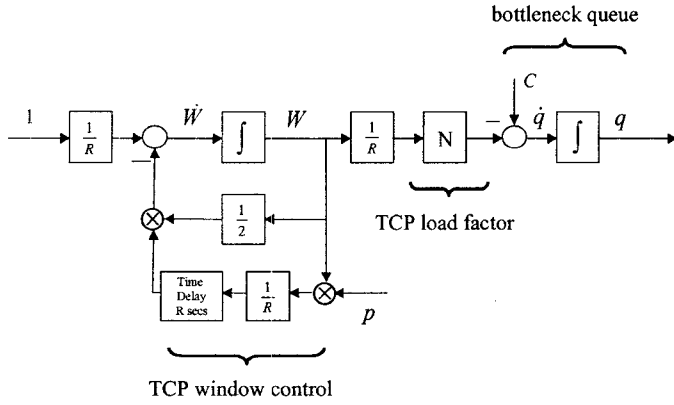 bottleneck queue
C
1
1
R
Ẇ
∫
W
1
R
N
−
q̇
∫
q
−
1
2
TCP load factor
Time
Delay
R secs
1
R
p
TCP window control